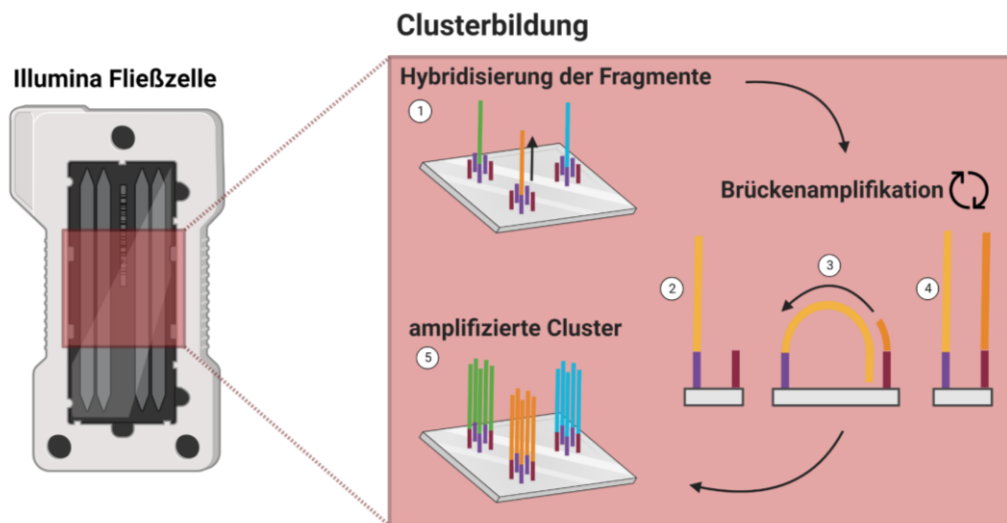 Clusterbildung
Illumina Fließzelle
Hybridisierung der Fragmente
1
Brückenamplifikation
2
3
4
amplifizierte Cluster
5